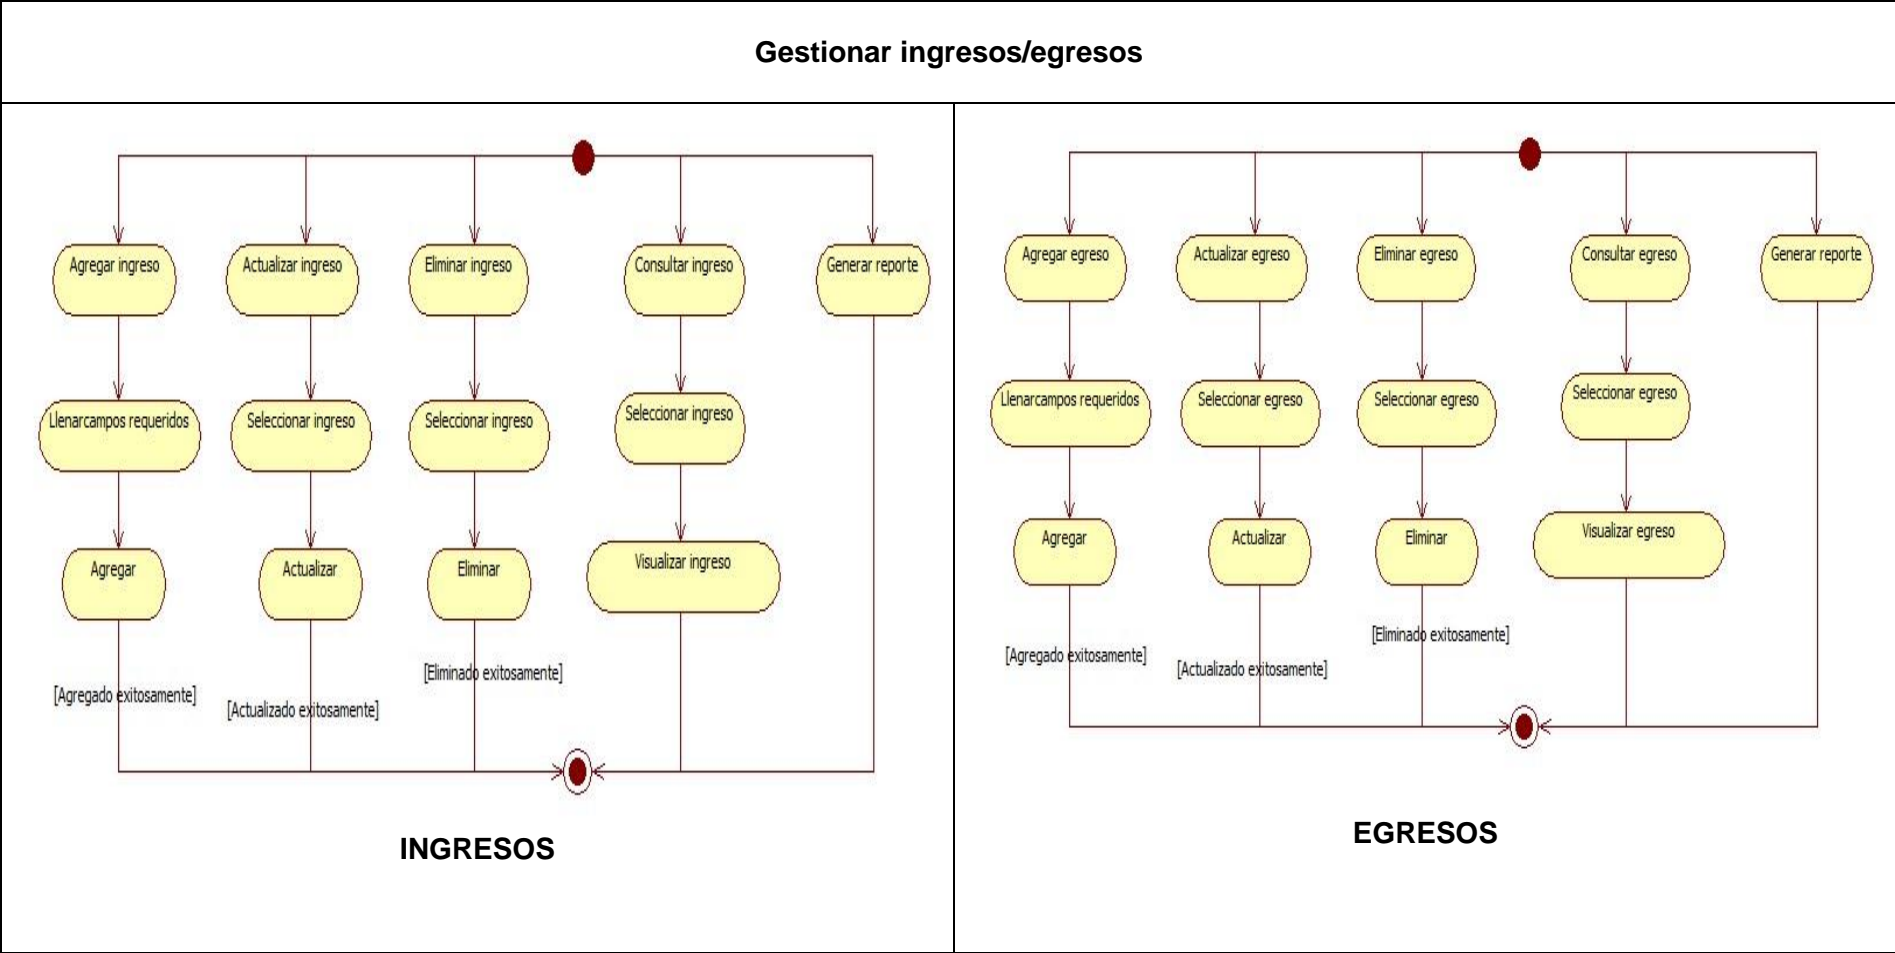 Gestionar ingresos/egresos
Agregar ingreso
Actualizar ingreso
Eliminar ingreso
Consultar ingreso
Generar reporte
Llenarcampos requeridos
Seleccionar ingreso
Seleccionar ingreso
Seleccionar ingreso
Agregar
Actualizar
Eliminar
Visualizar ingreso
[Agregado exitosamente]
[Actualizado exitosamente]
[Eliminado exitosamente]
INGRESOS
Agregar egreso
Actualizar egreso
Eliminar egreso
Consultar egreso
Generar reporte
Llenarcampos requeridos
Seleccionar egreso
Seleccionar egreso
Seleccionar egreso
Agregar
Actualizar
Eliminar
Visualizar egreso
[Agregado exitosamente]
[Actualizado exitosamente]
[Eliminado exitosamente]
EGRESOS